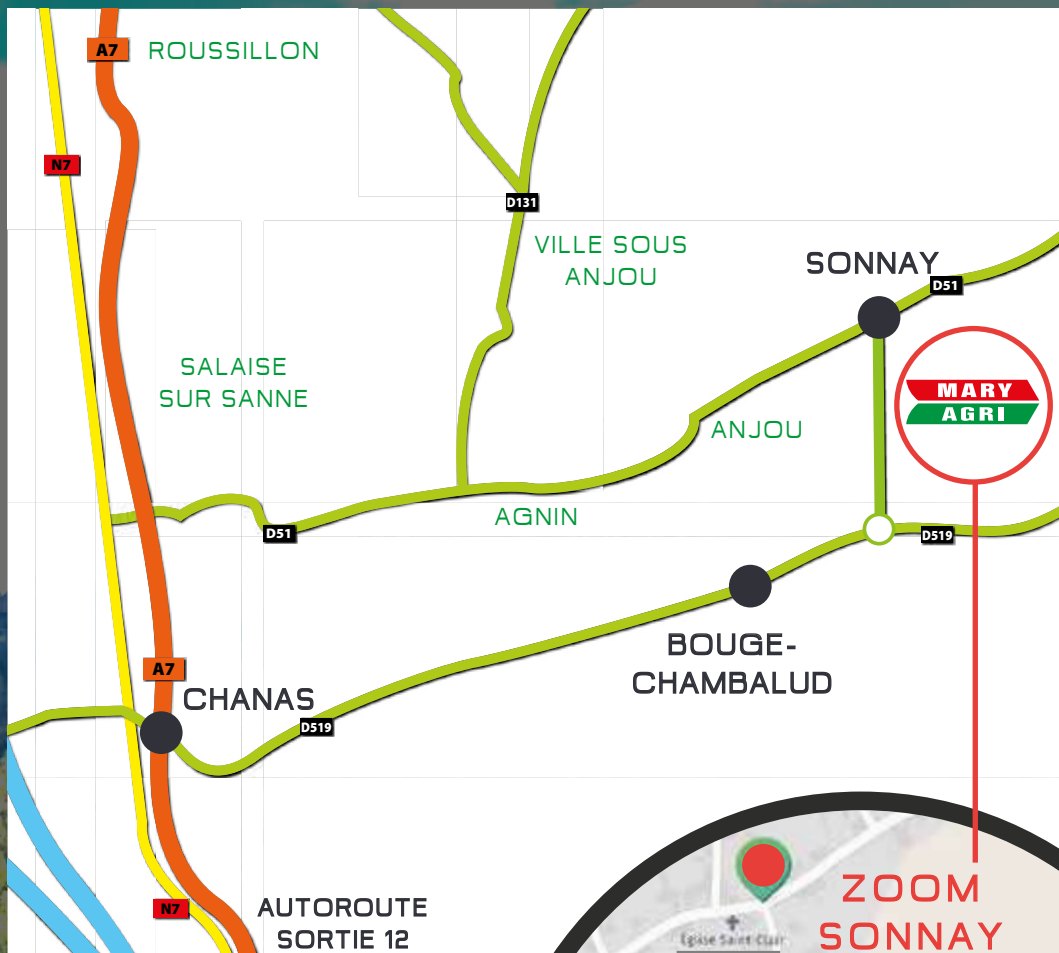 A7
ROUSSILLON
N7
D131
VILLE SOUS
ANJOU
SONNAY
D51
SALAISE
SUR SANNE
MARY
AGRI
ANJOU
AGNIN
D51
D519
BOUGE-
CHAMBALUD
A7
CHANAS
D519
ZOOM
SONNAY
N7
AUTOROUTE
SORTIE 12
Eglise Saint-Clair